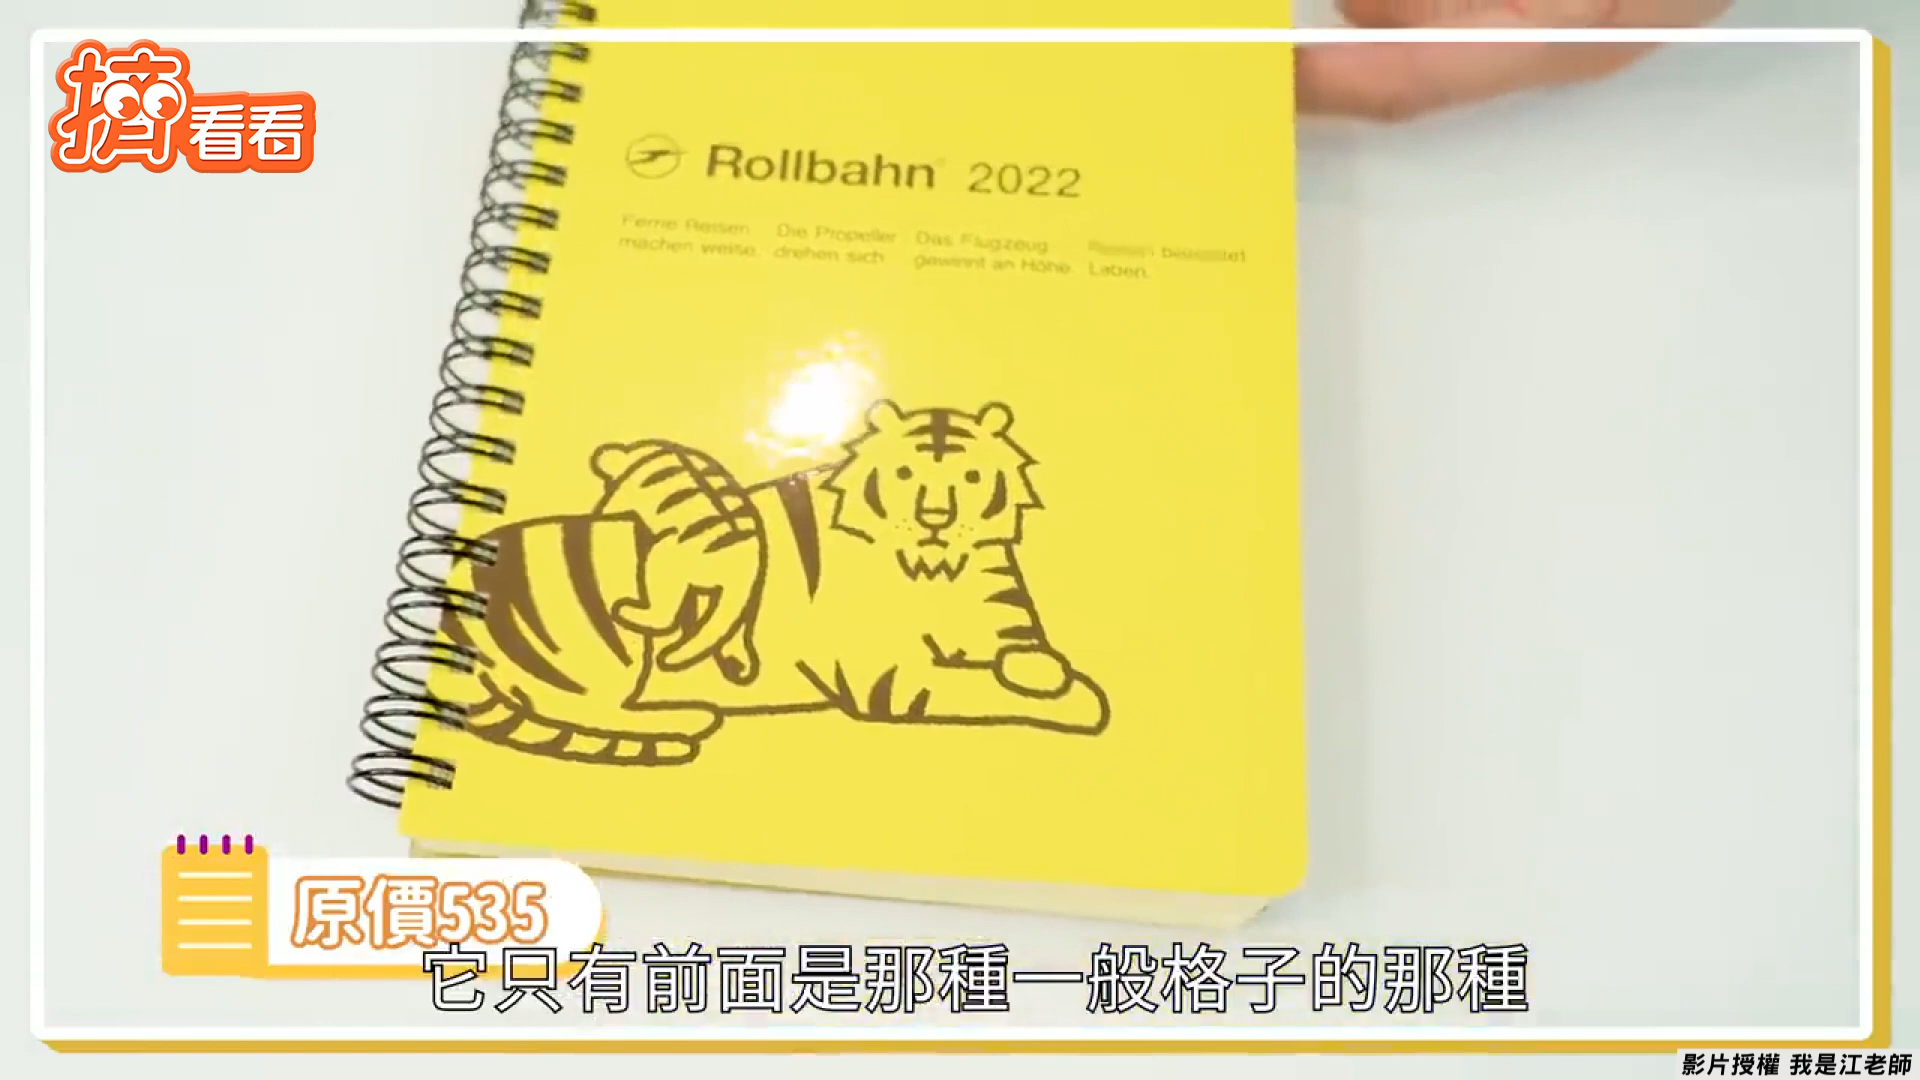 擠看看
Rollbahn 2022
Ferne Reisen
machen weise.
Die Propeller
drehen sich
Das Flugzeug
gewinnt an Höhe.
Leben.
原價535
它只有前面是那種一般格子的那種
影片授權 我是江老師